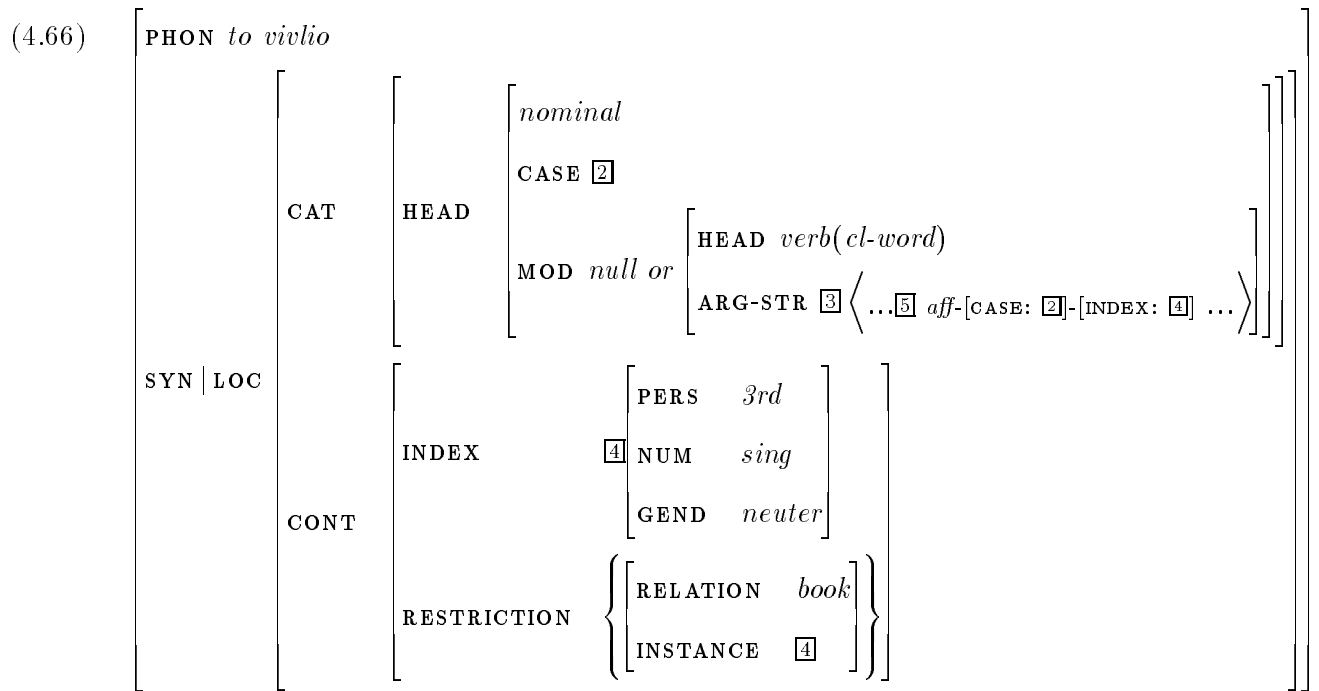 (4.66)
PHON to vivlio
nominal
CASE 2
CAT HEAD
HEAD verb(cl-word)
MOD null or
ARG-STR 3 ⟨ ...5 aff-[CASE: 2]-[INDEX: 4] ... ⟩
SYN|LOC
PERS 3rd
INDEX 4 NUM sing
GEND neuter
CONT
RELATION book
RESTRICTION
INSTANCE 4